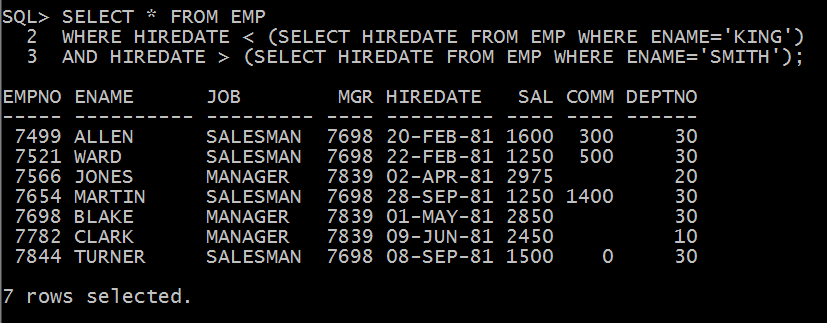 SQL> SELECT * FROM EMP
  2  WHERE HIREDATE < (SELECT HIREDATE FROM EMP WHERE ENAME='KING')
  3  AND HIREDATE > (SELECT HIREDATE FROM EMP WHERE ENAME='SMITH');
EMPNO ENAME      JOB       MGR HIREDATE  SAL COMM DEPTNO
----- ---------- --------- ---- --------- ---- ---- ------
 7499 ALLEN      SALESMAN  7698 20-FEB-81 1600  300     30
 7521 WARD       SALESMAN  7698 22-FEB-81 1250  500     30
 7566 JONES      MANAGER   7839 02-APR-81 2975          20
 7654 MARTIN     SALESMAN  7698 28-SEP-81 1250 1400     30
 7698 BLAKE      MANAGER   7839 01-MAY-81 2850          30
 7782 CLARK      MANAGER   7839 09-JUN-81 2450          10
 7844 TURNER     SALESMAN  7698 08-SEP-81 1500    0     30
7 rows selected.